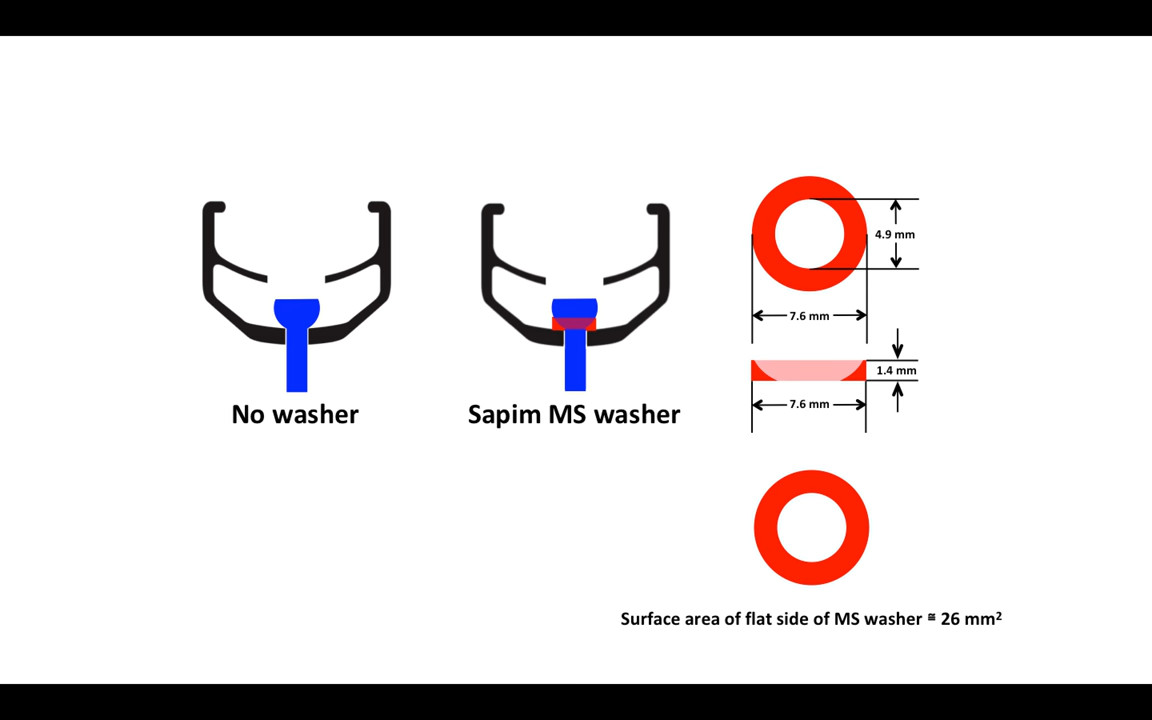 4.9 mm
7.6 mm
1.4 mm
7.6 mm
No washer
Sapim MS washer
Surface area of flat side of MS washer ≅ 26 mm²